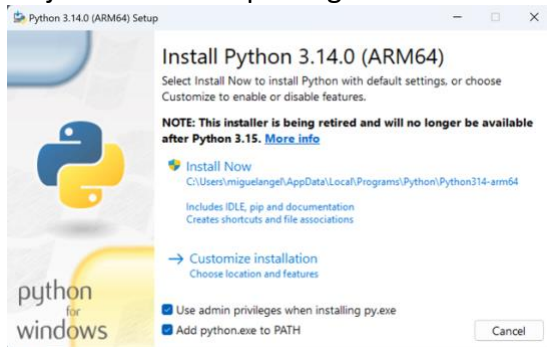 Python 3.14.0 (ARM64) Setup
Install Python 3.14.0 (ARM64)
Select Install Now to install Python with default settings, or choose
Customize to enable or disable features.
NOTE: This installer is being retired and will no longer be available
after Python 3.15. More info
Install Now
C:\Users\miguelangel\AppData\Local\Programs\Python\Python314-arm64
Includes IDLE, pip and documentation
Creates shortcuts and file associations
Customize installation
Choose location and features
python
for
windows
Use admin privileges when installing py.exe
Add python.exe to PATH
Cancel